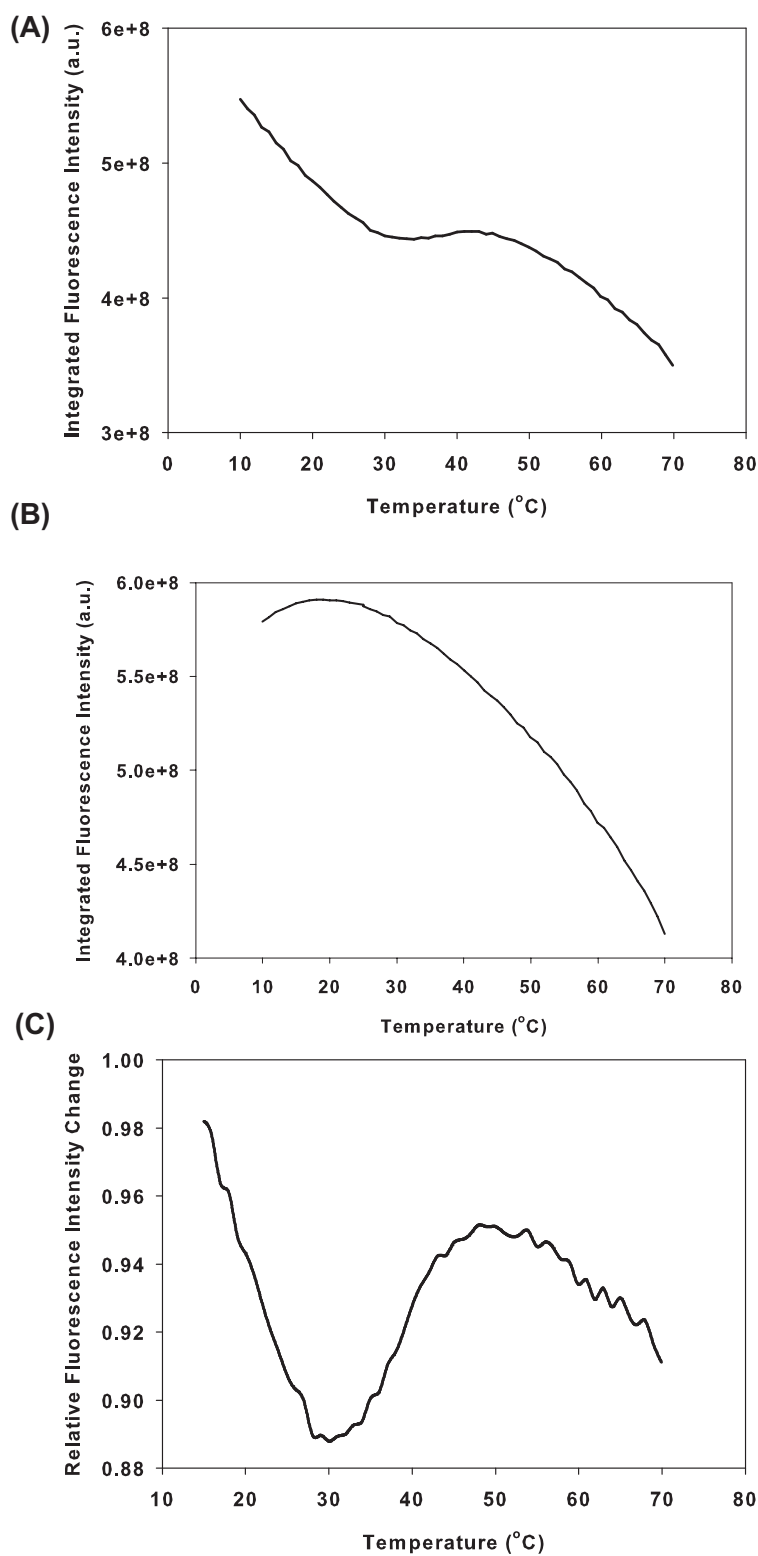 (A)
6e+8
5e+8
4e+8
3e+8
Integrated Fluorescence Intensity (a.u.)
0 10 20 30 40 50 60 70 80
Temperature (°C)
(B)
6.0e+8
5.5e+8
5.0e+8
4.5e+8
4.0e+8
Integrated Fluorescence Intensity (a.u.)
0 10 20 30 40 50 60 70 80
Temperature (°C)
(C)
1.00
0.98
0.96
0.94
0.92
0.90
0.88
Relative Fluorescence Intensity Change
10 20 30 40 50 60 70 80
Temperature (°C)